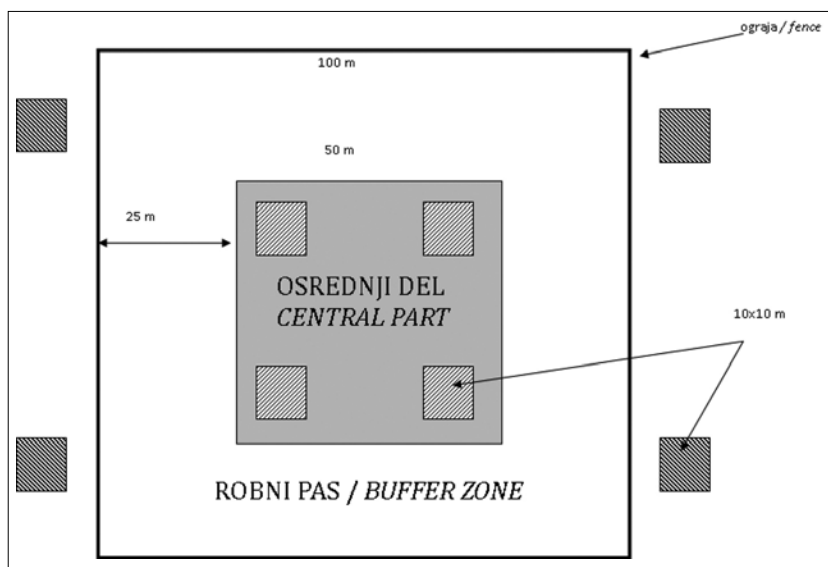 ograja/fence
100 m
50 m
25 m
OSREDNJI DEL
CENTRAL PART
10x10 m
ROBNI PAS / BUFFER ZONE